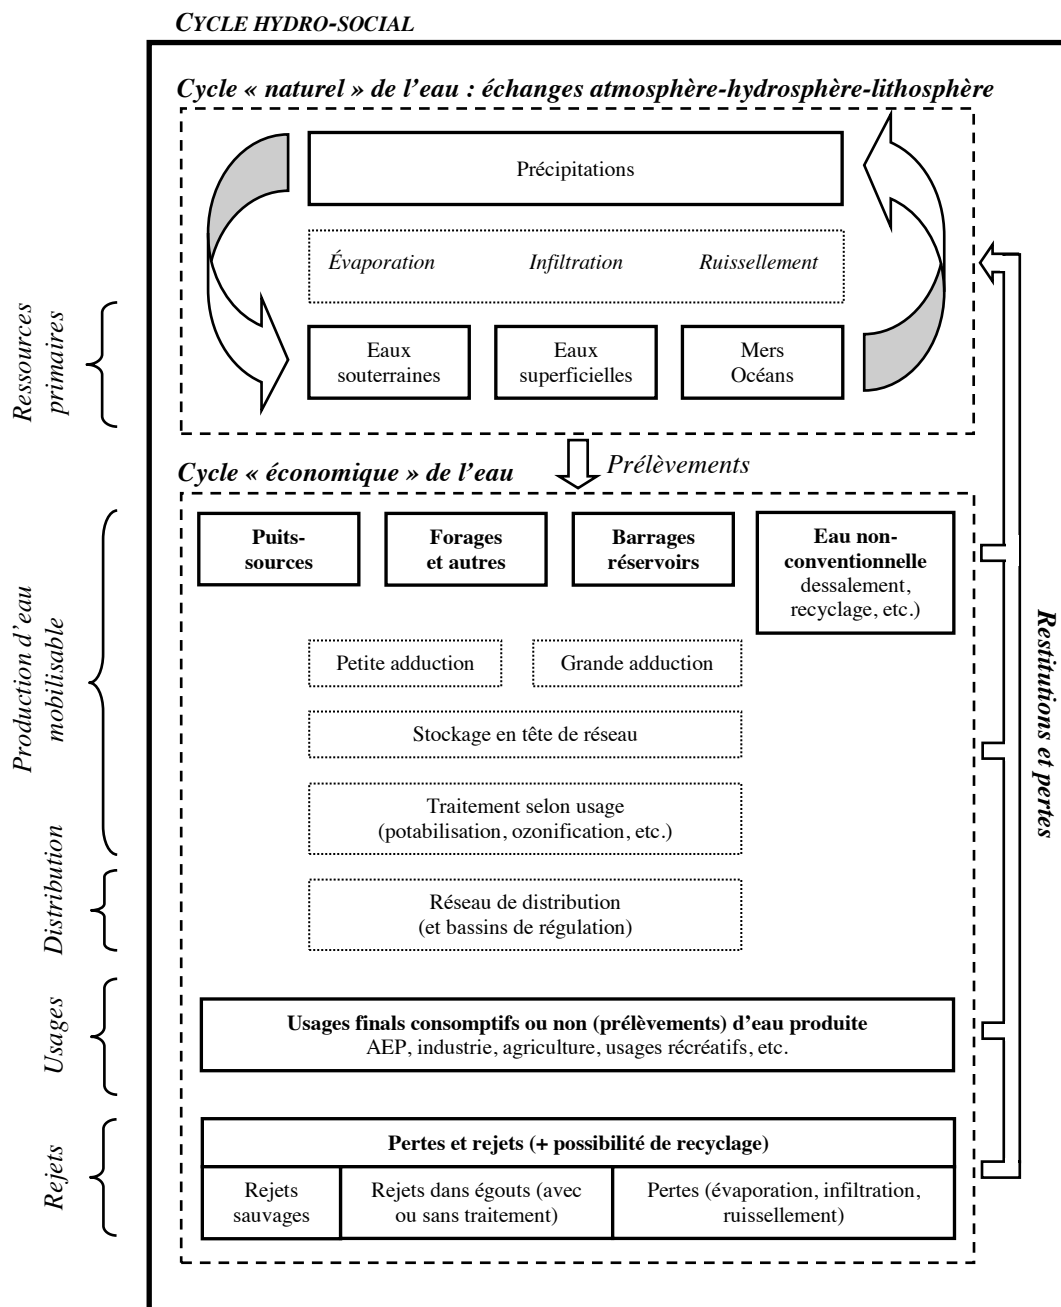 CYCLE HYDRO-SOCIAL
Cycle « naturel » de l’eau : échanges atmosphère-hydrosphère-lithosphère
Précipitations
Évaporation Infiltration Ruissellement
Ressources
primaires
Eaux
souterraines
Eaux
superficielles
Mers
Océans
Prélèvements
Cycle « économique » de l’eau
Production d’eau
mobilisable
Puits-
sources
Forages
et autres
Barrages
réservoirs
Eau non-
conventionnelle
dessalement,
recyclage, etc.)
Petite adduction
Grande adduction
Stockage en tête de réseau
Traitement selon usage
(potabilisation, ozonification, etc.)
Distribution
Réseau de distribution
(et bassins de régulation)
Usages
Usages finals consomptifs ou non (prélèvements) d’eau produite
AEP, industrie, agriculture, usages récréatifs, etc.
Rejets
Pertes et rejets (+ possibilité de recyclage)
Rejets
sauvages
Rejets dans égouts (avec
ou sans traitement)
Pertes (évaporation, infiltration,
ruissellement)
Restitutions et pertes